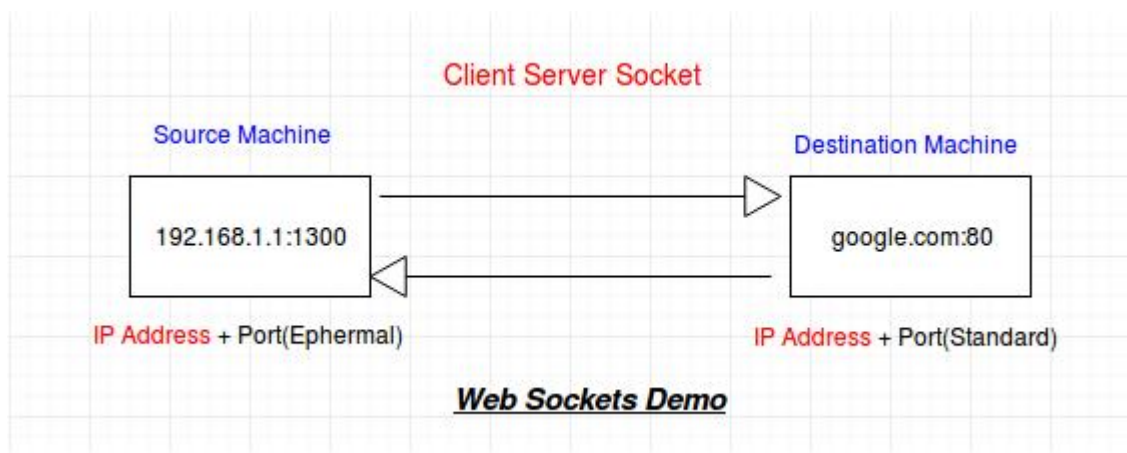 Client Server Socket
Source Machine
Destination Machine
192.168.1.1:1300
google.com:80
IP Address + Port(Ephermal)
IP Address + Port(Standard)
Web Sockets Demo